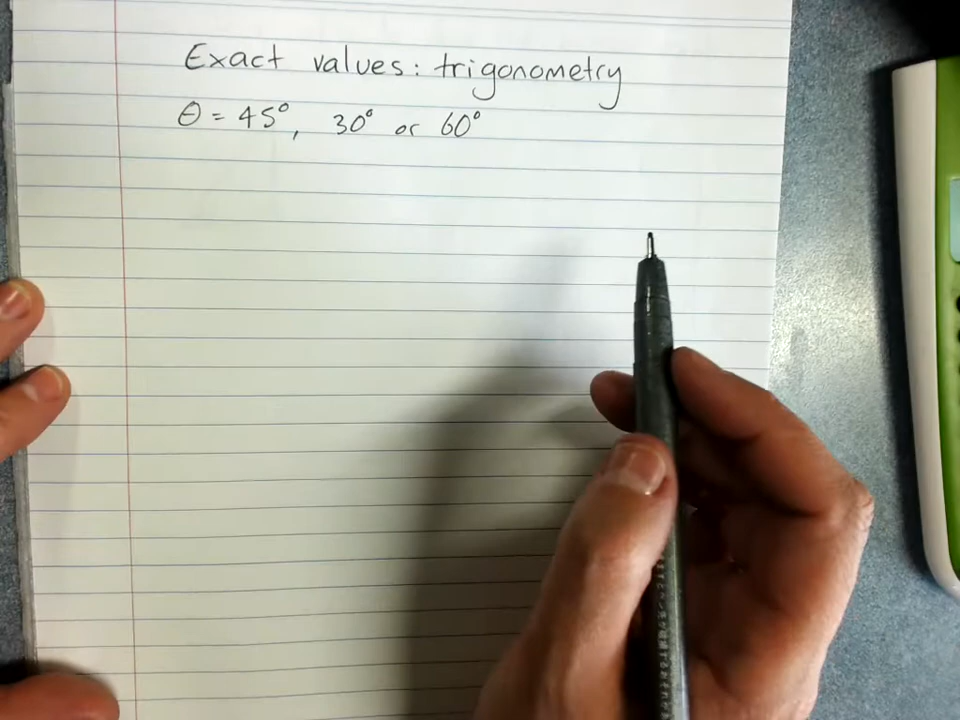 Exact values: trigonometry
θ = 45°, 30° or 60°